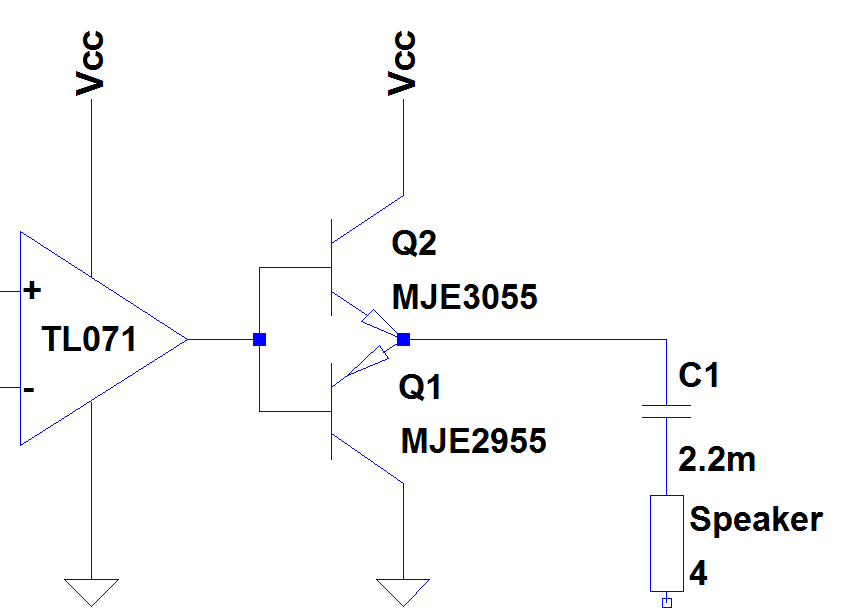 Vcc
Vcc
+
TL071
-
Q2
MJE3055
Q1
MJE2955
C1
2.2m
Speaker
4